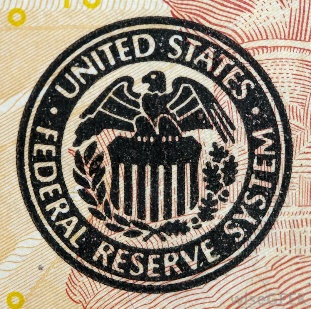 UNITED STATES
FEDERAL RESERVE SYSTEM